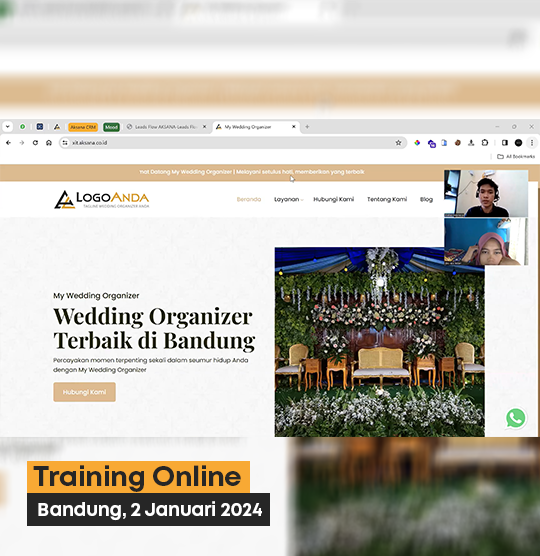 Aksana CRM
Mood
Leads Flow AKSANA-Leads Flo
My Wedding Organizer
xit.aksana.co.id
All Bookmarks
Datang My Wedding Organizer | Melayani setulus hati, memberikan yang terbaik
LOGOANDA
TAGLINE WEDDING ORGANIZER ANDA
Beranda
Layanan
Hubungi Kami
Tentang Kami
Blog
My Wedding Organizer
Wedding Organizer
Terbaik di Bandung
Percayakan momen terpenting sekali dalam seumur hidup Anda
dengan My Wedding Organizer
Hubungi Kami
Training Online
Bandung, 2 Januari 2024